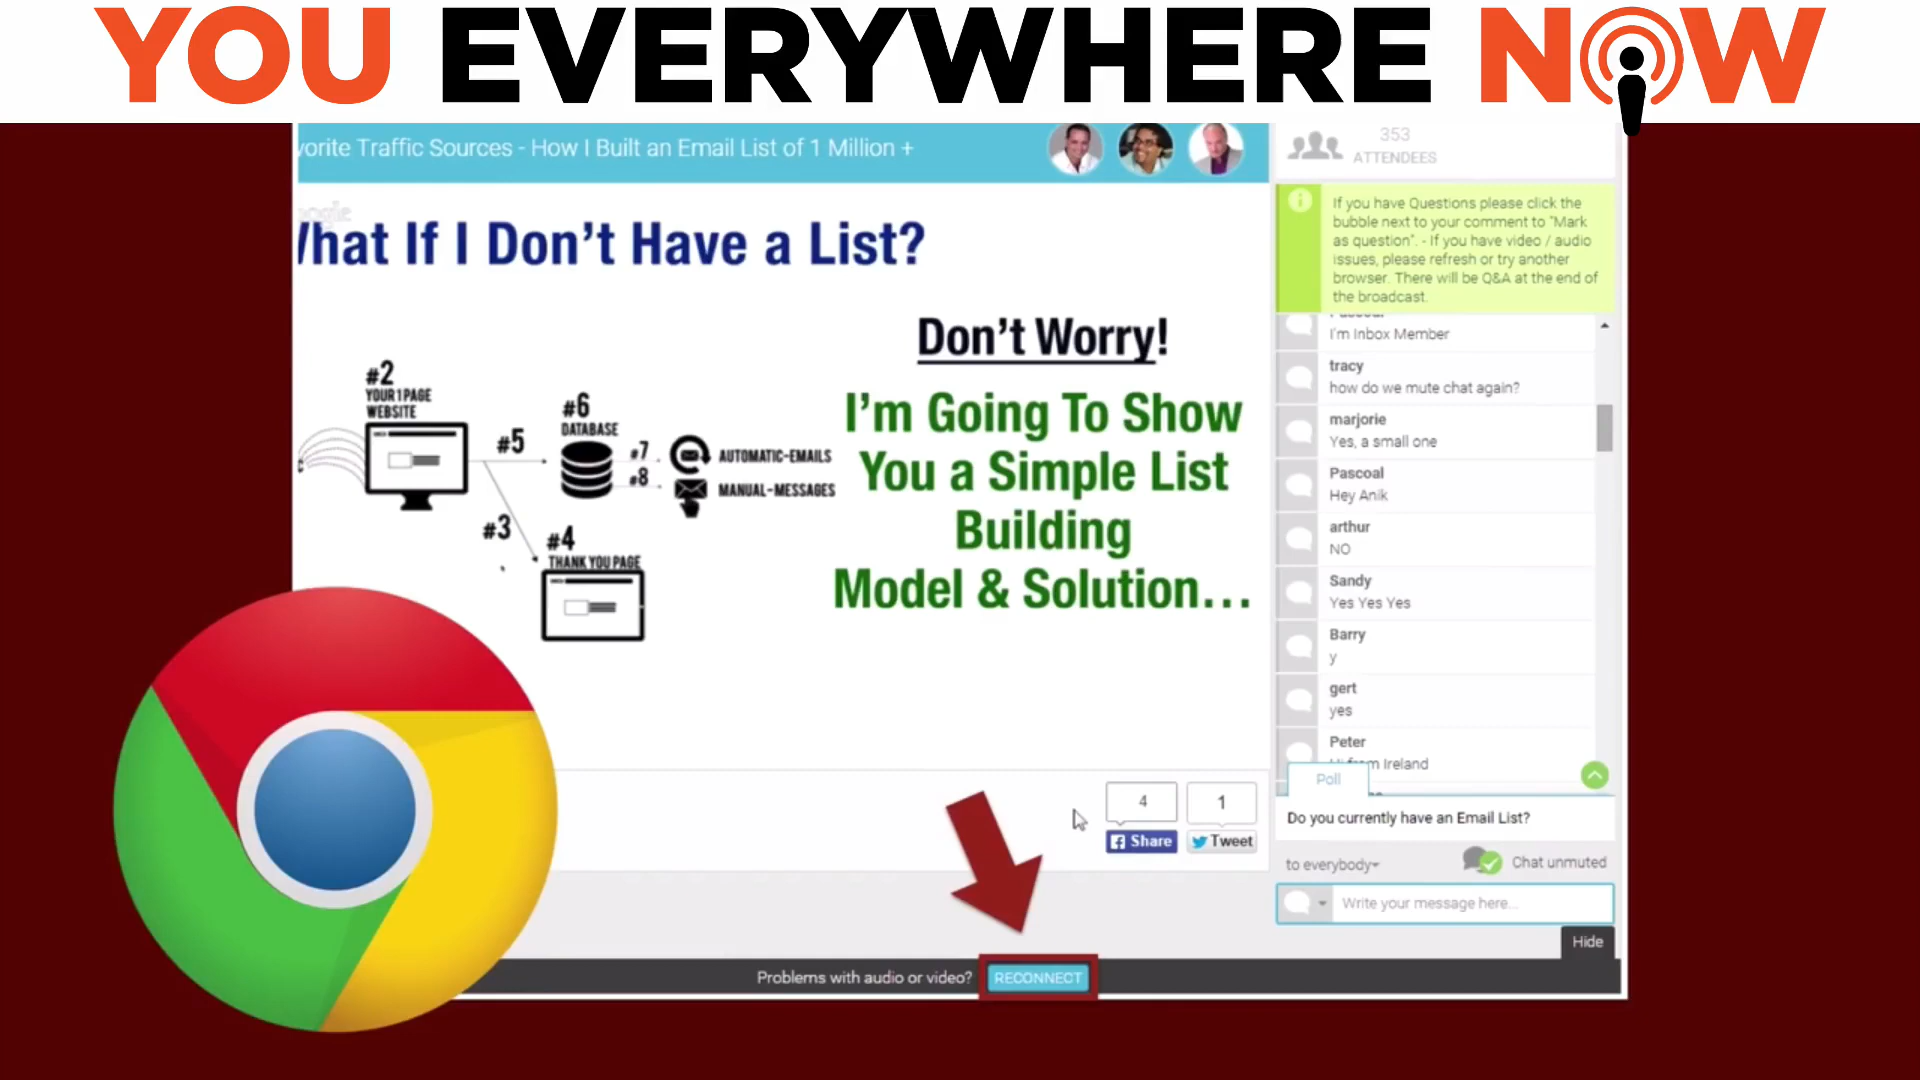 YOU EVERYWHERE NOW
vorite Traffic Sources - How I Built an Email List of 1 Million +
353
ATTENDEES
If you have Questions please click the
bubble next to your comment to "Mark
as question". - If you have video / audio
issues, please refresh or try another
browser. There will be Q&A at the end of
the broadcast.
hat If I Don't Have a List?
Don't Worry!
I'm Going To Show
You a Simple List
Building
Model & Solution...
#2
YOUR 1 PAGE
WEBSITE
#5
#6
DATABASE
#7
#8
AUTOMATIC-EMAILS
MANUAL-MESSAGES
#3
#4
THANK YOU PAGE
Pascoal
I'm Inbox Member
tracy
how do we mute chat again?
marjorie
Yes, a small one
Pascoal
Hey Anik
arthur
NO
Sandy
Yes Yes Yes
Barry
y
gert
yes
Peter
Hi from Ireland
Poll
Do you currently have an Email List?
to everybody
Chat unmuted
Write your message here...
Hide
4
1
Share
Tweet
Problems with audio or video?
RECONNECT